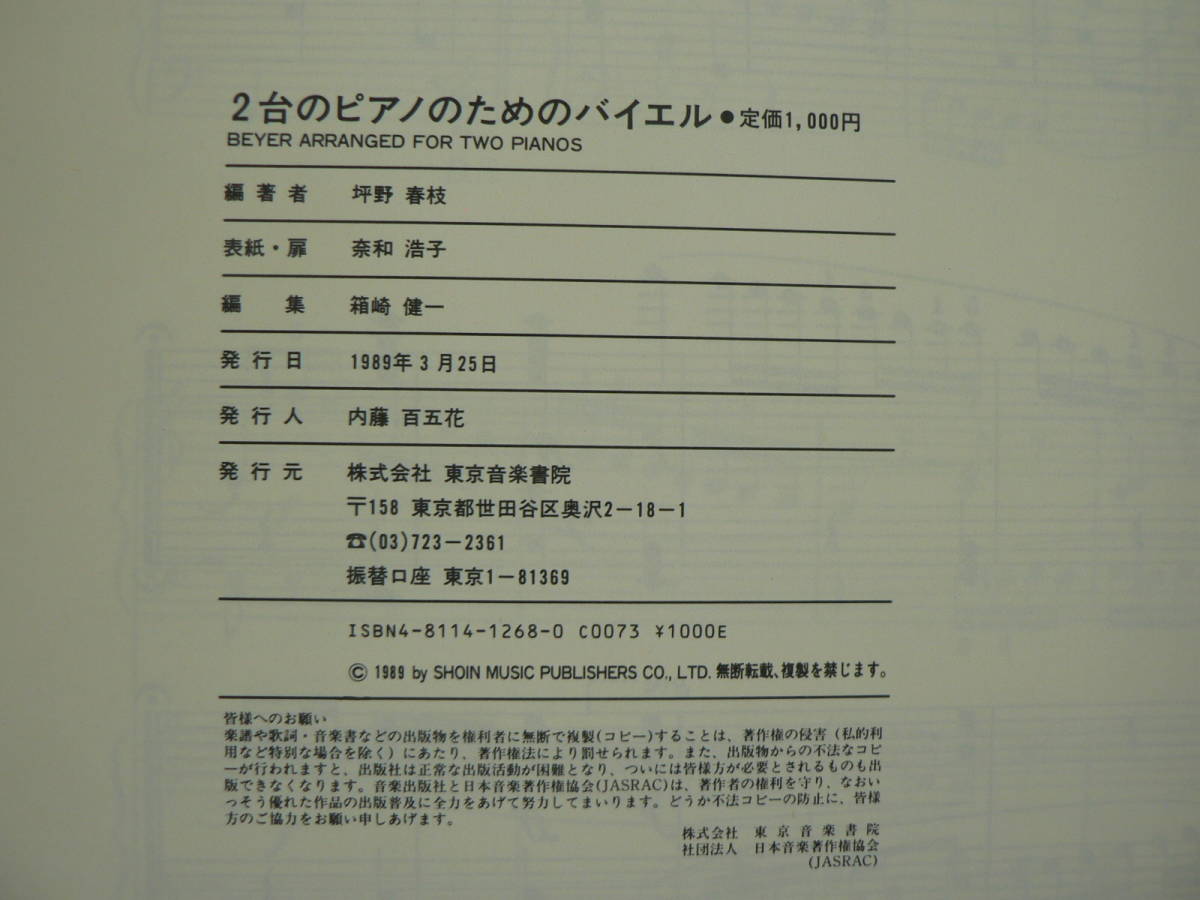 2台のピアノのためのバイエル●定価1,000円
BEYER ARRANGED FOR TWO PIANOS
編著者 坪野 春枝
表紙・扉 奈和 浩子
編集 箱崎 健一
発行日 1989年3月25日
発行人 内藤 百五花
発行元 株式会社 東京音楽書院
〒158 東京都世田谷区奥沢2-18-1
☎(03)723-2361
振替口座 東京1-81369
ISBN4-8114-1268-0 C0073 ¥1000E
© 1989 by SHOIN MUSIC PUBLISHERS CO., LTD. 無断転載、複製を禁じます。
皆様へのお願い
楽譜や歌詞・音楽書などの出版物を権利者に無断で複製(コピー)することは、著作権の侵害(私的利
用など特別な場合を除く)にあたり、著作権法により罰せられます。また、出版物からの不法なコピ
ーが行われますと、出版社は正常な出版活動が困難となり、ついには皆様方が必要とされるものも出
版できなくなります。音楽出版社と日本音楽著作権協会(JASRAC)は、著作者の権利を守り、なおい
っそう優れた作品の出版普及に全力をあげて努力してまいります。どうか不法コピーの防止に、皆様
方のご協力をお願い申しあげます。
株式会社 東京音楽書院
社団法人 日本音楽著作権協会
(JASRAC)